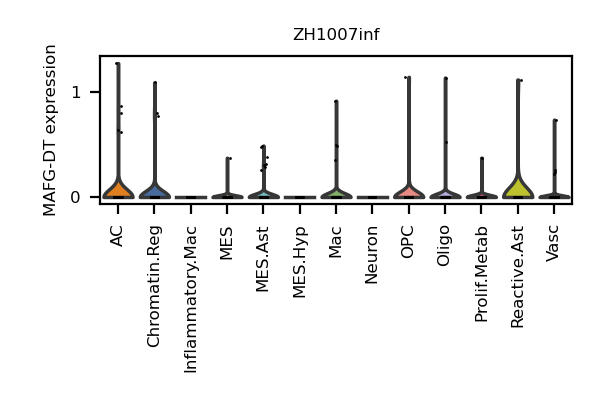 ZH1007inf
MAFG-DT expression
1
0
AC
Chromatin.Reg
Inflammatory.Mac
MES
MES.Ast
MES.Hyp
Mac
Neuron
OPC
Oligo
Prolif.Metab
Reactive.Ast
Vasc